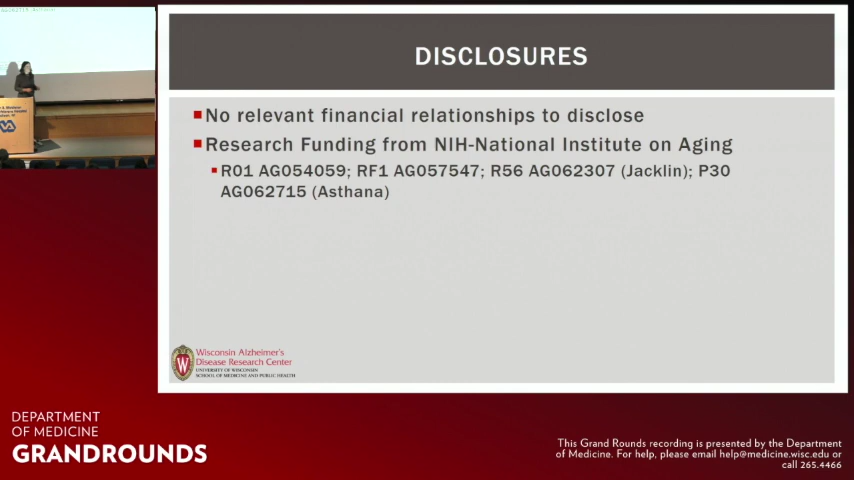 DISCLOSURES
No relevant financial relationships to disclose
Research Funding from NIH-National Institute on Aging
R01 AG054059; RF1 AG057547; R56 AG062307 (Jacklin); P30
AG062715 (Asthana)
Wisconsin Alzheimer's
Disease Research Center
UNIVERSITY OF WISCONSIN
SCHOOL OF MEDICINE AND PUBLIC HEALTH
DEPARTMENT
OF MEDICINE
GRANDROUNDS
This Grand Rounds recording is presented by the Department
of Medicine. For help, please email help@medicine.wisc.edu or
call 265.4466